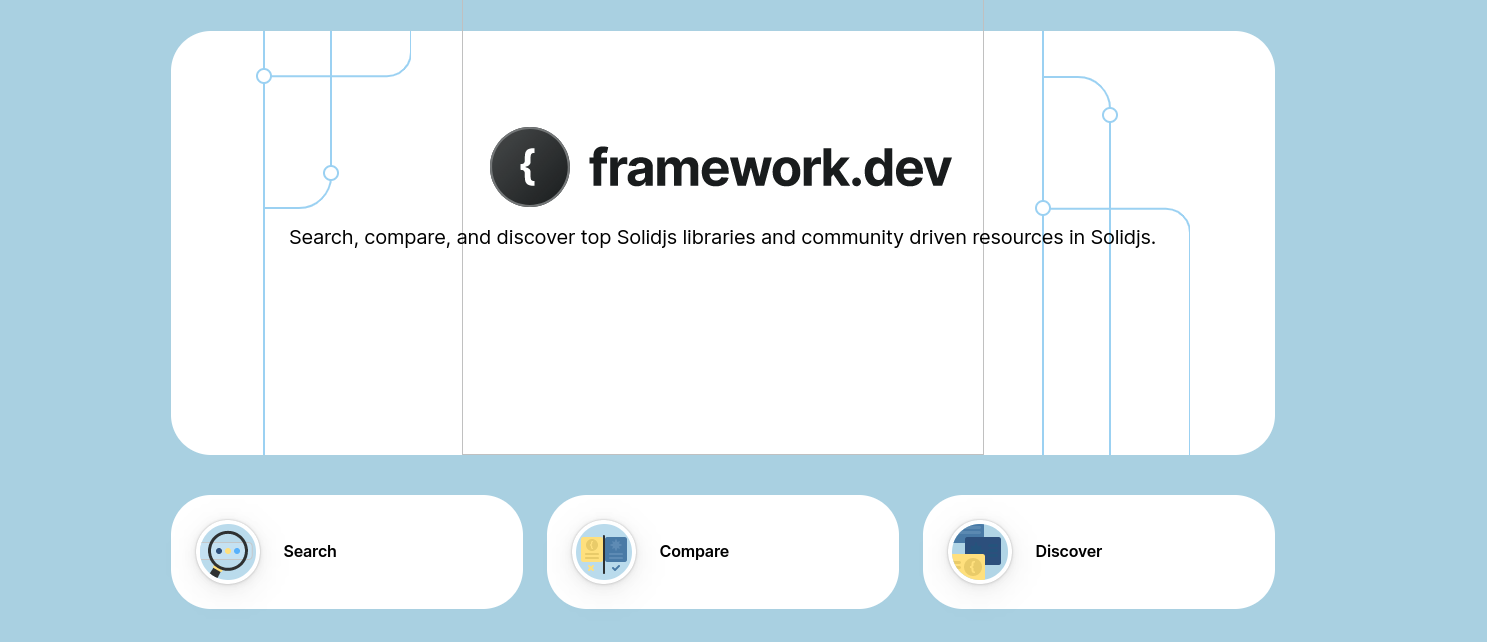 { framework.dev
Search, compare, and discover top Solidjs libraries and community driven resources in Solidjs.
Search
Compare
Discover